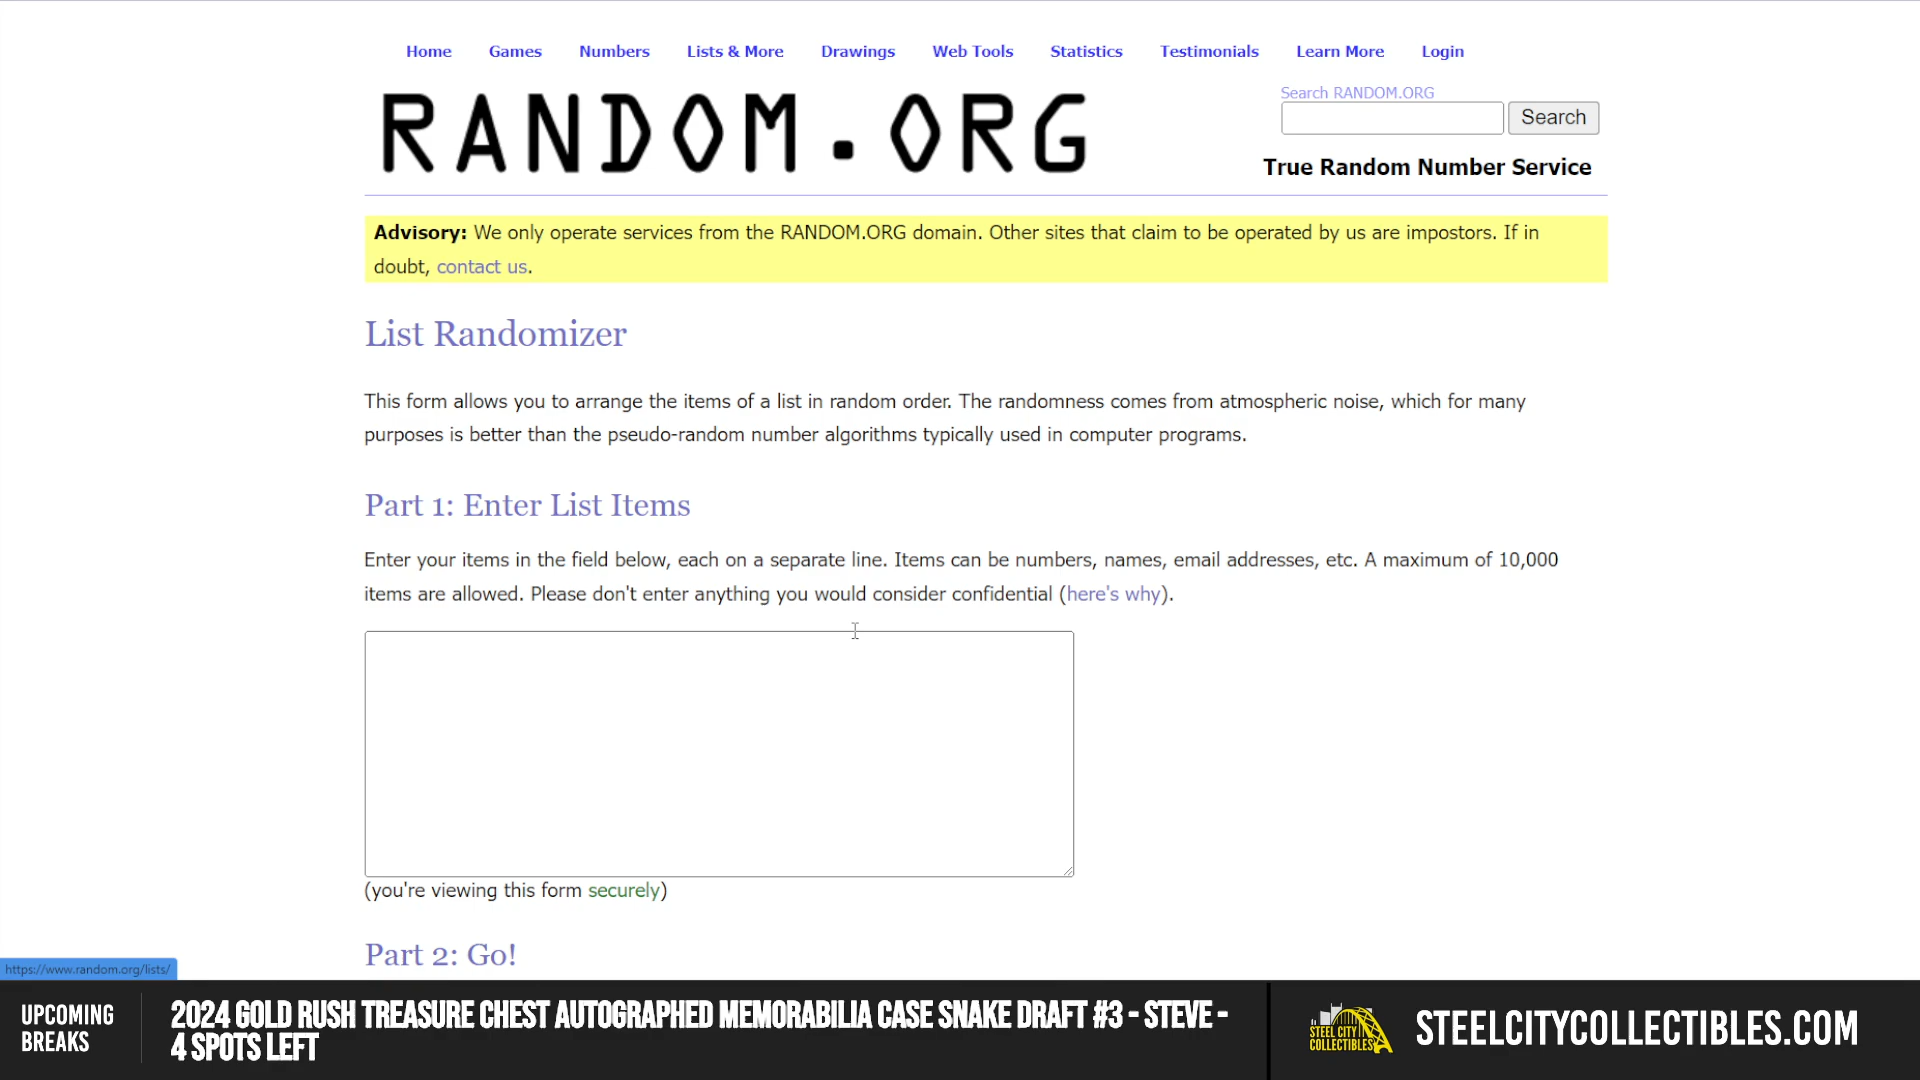 Home Games Numbers Lists & More Drawings Web Tools Statistics Testimonials Learn More Login
RANDOM.ORG
Search RANDOM.ORG
Search
True Random Number Service
Advisory: We only operate services from the RANDOM.ORG domain. Other sites that claim to be operated by us are impostors. If in
doubt, contact us.
List Randomizer
This form allows you to arrange the items of a list in random order. The randomness comes from atmospheric noise, which for many
purposes is better than the pseudo-random number algorithms typically used in computer programs.
Part 1: Enter List Items
Enter your items in the field below, each on a separate line. Items can be numbers, names, email addresses, etc. A maximum of 10,000
items are allowed. Please don't enter anything you would consider confidential (here's why).
(you're viewing this form securely)
Part 2: Go!
https://www.random.org/lists/
UPCOMING
BREAKS
2024 GOLD RUSH TREASURE CHEST AUTOGRAPHED MEMORABILIA CASE SNAKE DRAFT #3 - STEVE -
4 SPOTS LEFT
STEEL CITY
COLLECTIBLES
STEELCITYCOLLECTIBLES.COM